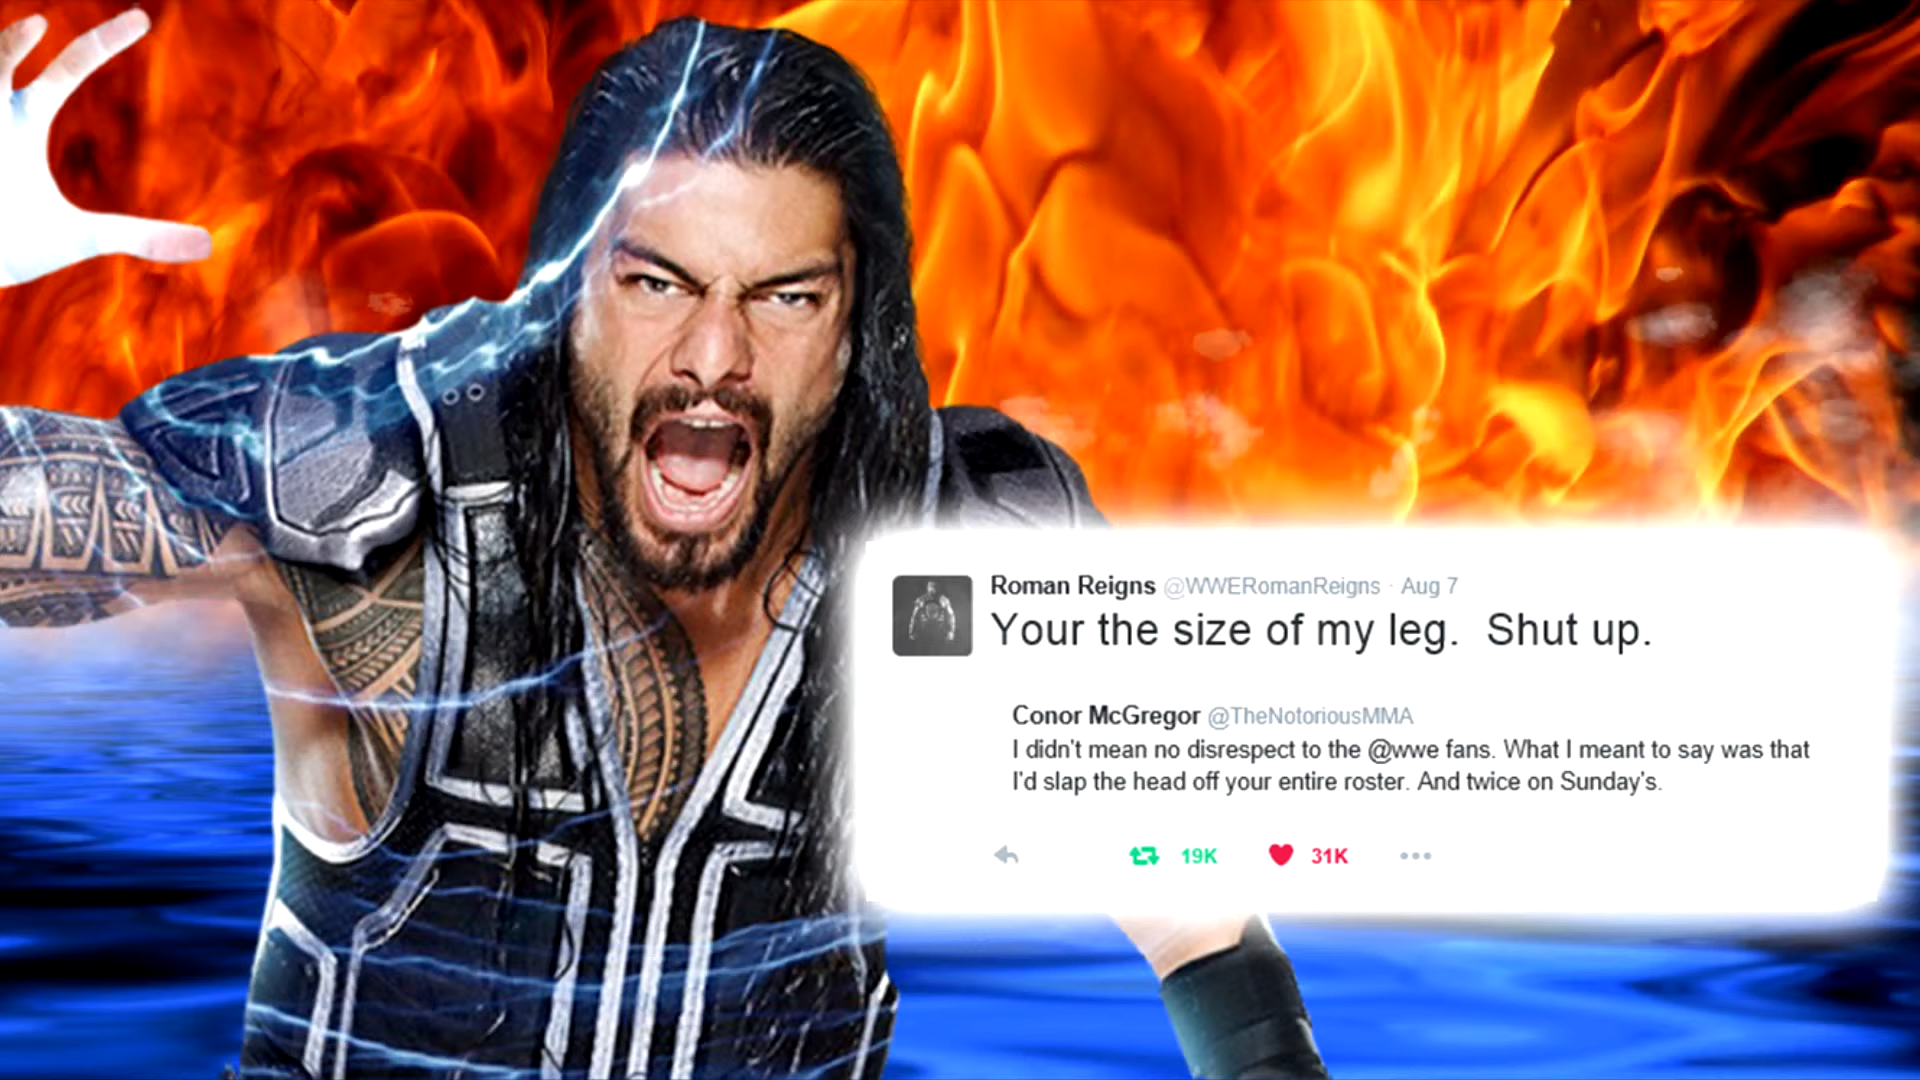 Roman Reigns @WWERomanReigns · Aug 7
Your the size of my leg.  Shut up.
Conor McGregor @TheNotoriousMMA
I didn't mean no disrespect to the @wwe fans. What I meant to say was that
I'd slap the head off your entire roster. And twice on Sunday's.
19K 31K